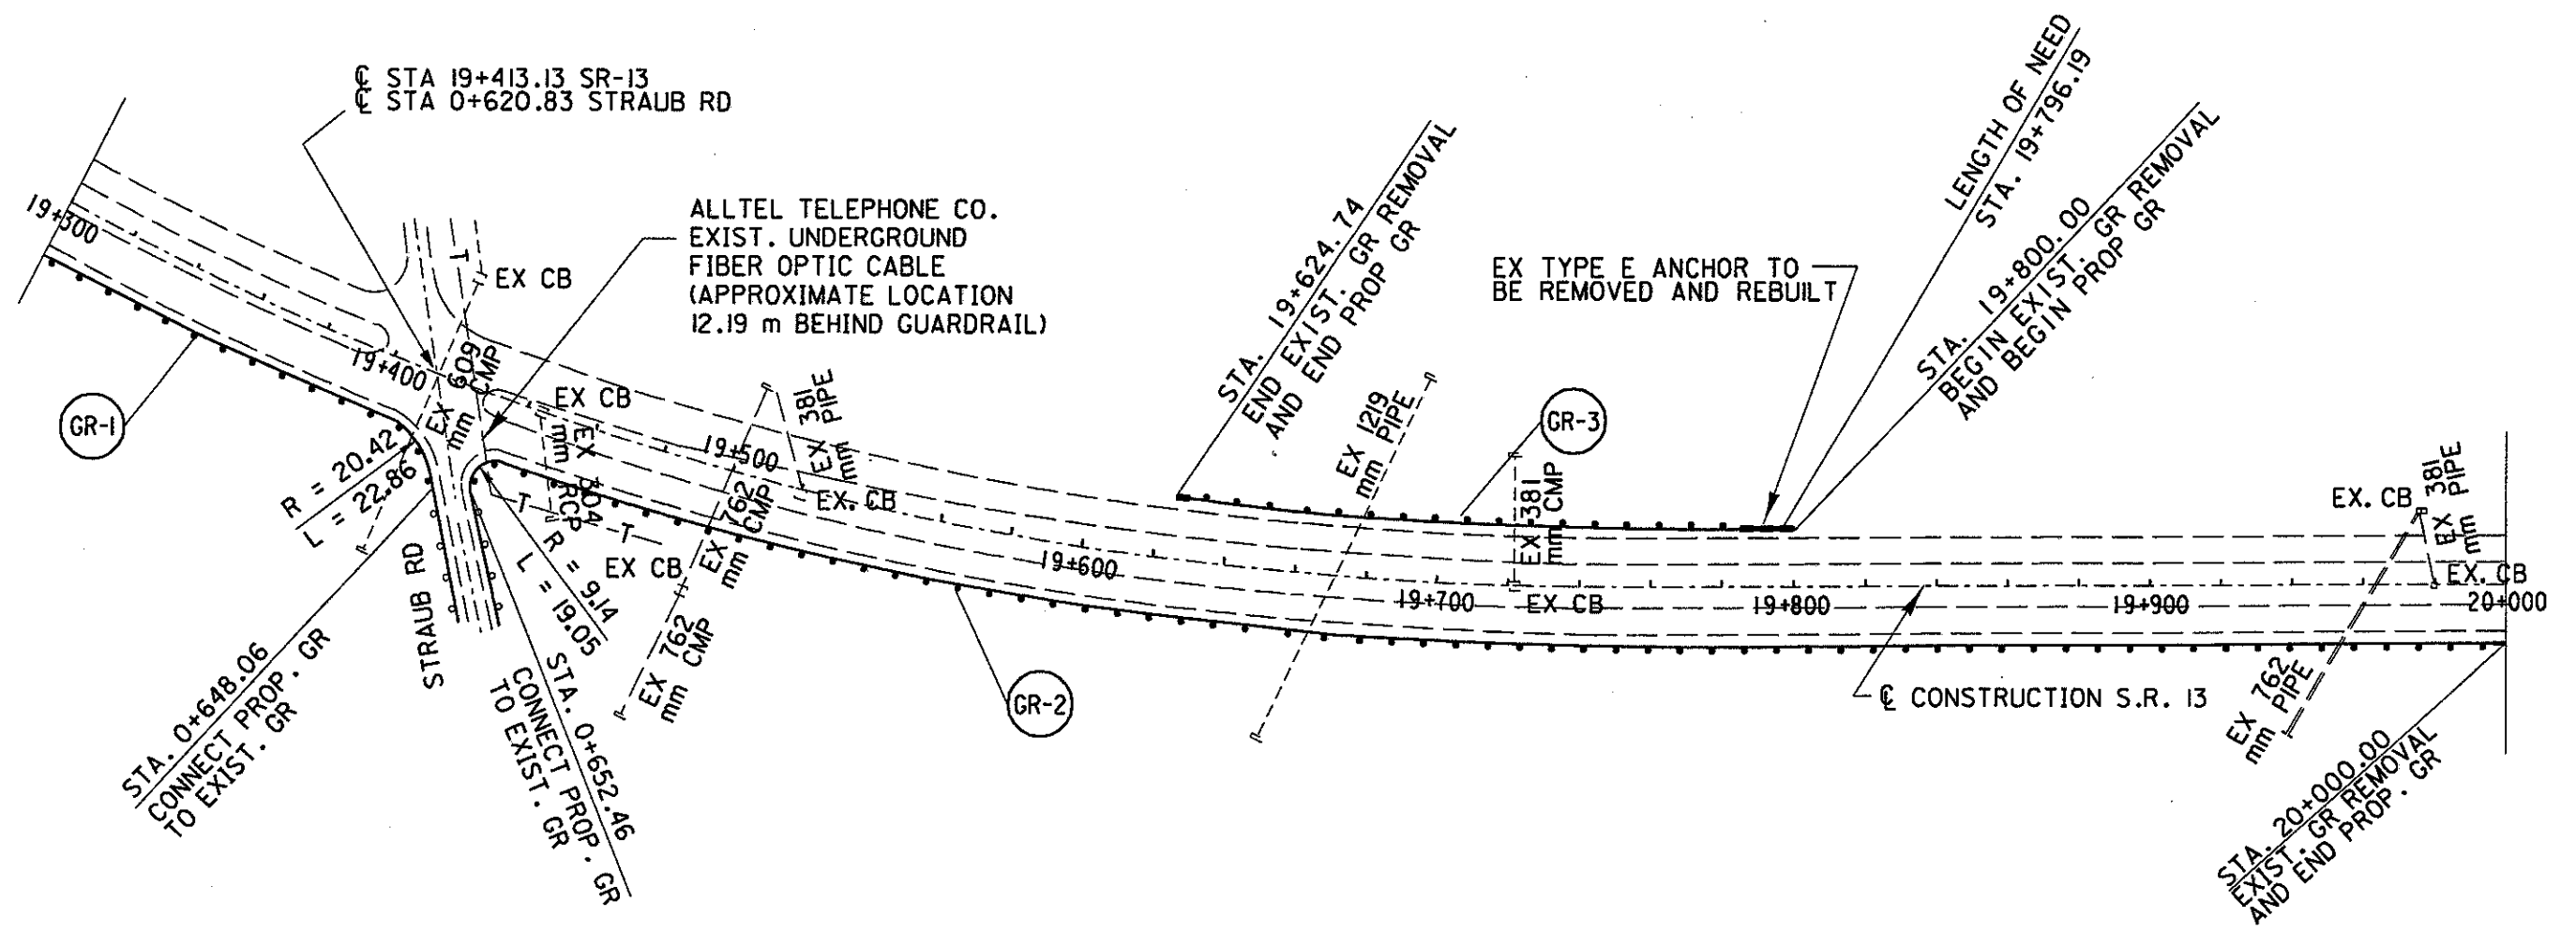 ℄ STA 19+413.13 SR-13
℄ STA 0+620.83 STRAUB RD
ALLTEL TELEPHONE CO.
EXIST. UNDERGROUND
FIBER OPTIC CABLE
(APPROXIMATE LOCATION
12.19 m BEHIND GUARDRAIL)
19+300
GR-1
19+400
EX CB
EX 609
mm CMP
R = 20.42
L = 22.86
EX CB
EX 304
mm RCP
T
T
T
EX CB
R = 9.14
L = 19.05
STRAUB RD
STA. 0+648.06
CONNECT PROP. GR
TO EXIST. GR
STA. 0+652.46
CONNECT PROP. GR
TO EXIST. GR
19+500
EX 381
mm PIPE
EX. CB
EX 762
mm CMP
EX 762
mm CMP
GR-2
19+600
STA. 19+624.74
END EXIST. GR REMOVAL
AND END PROP GR
EX 1219
mm PIPE
GR-3
EX 381
mm CMP
EX CB
19+700
EX TYPE E ANCHOR TO
BE REMOVED AND REBUILT
LENGTH OF NEED
STA. 19+796.19
STA. 19+800.00
BEGIN EXIST. GR REMOVAL
AND BEGIN PROP GR
19+800
℄ CONSTRUCTION S.R. 13
19+900
EX. CB
EX 381
mm PIPE
EX. CB
20+000
EX 762
mm PIPE
STA. 20+000.00
EXIST. GR REMOVAL
AND END PROP. GR